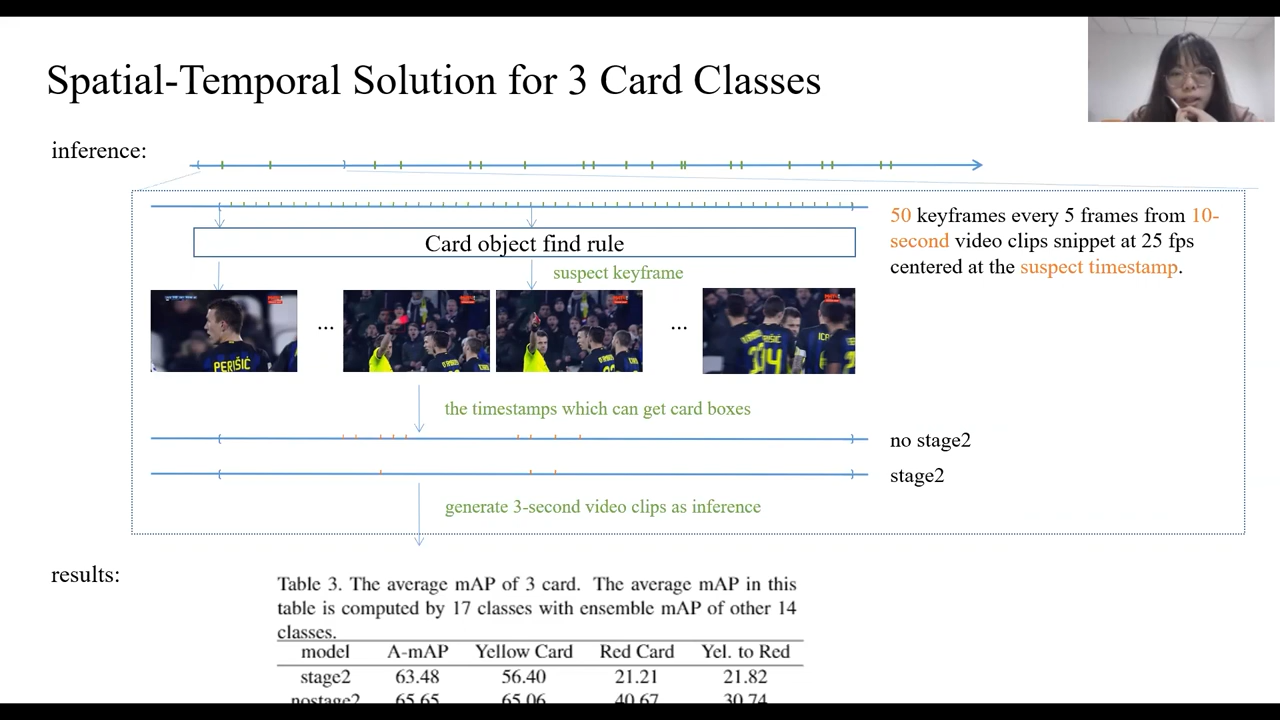 Spatial-Temporal Solution for 3 Card Classes
inference:
50 keyframes every 5 frames from 10-
second video clips snippet at 25 fps
centered at the suspect timestamp.
Card object find rule
suspect keyframe
PERIŠIĆ
...
...
the timestamps which can get card boxes
no stage2
stage2
generate 3-second video clips as inference
results:
Table 3. The average mAP of 3 card. The average mAP in this
table is computed by 17 classes with ensemble mAP of other 14
classes.
model A-mAP Yellow Card Red Card Yel. to Red
stage2 63.48 56.40 21.21 21.82
nostage2 65.65 65.06 40.67 30.74